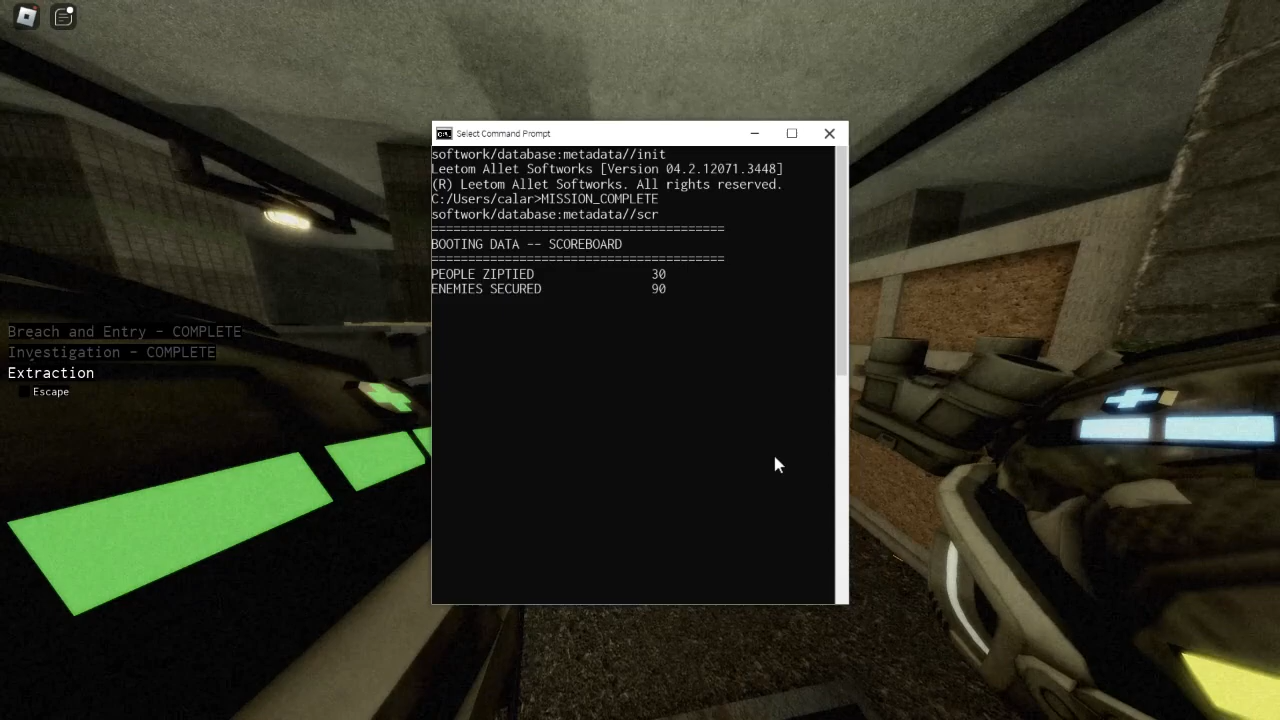 Select Command Prompt
softwork/database:metadata//init
Leetom Allet Softworks [Version 04.2.12071.3448]
(R) Leetom Allet Softworks. All rights reserved.
C:/Users/calar>MISSION_COMPLETE
softwork/database:metadata//scr
========================================
BOOTING DATA -- SCOREBOARD
========================================
PEOPLE ZIPTIED 30
ENEMIES SECURED 90
Breach and Entry - COMPLETE
Investigation - COMPLETE
Extraction
Escape